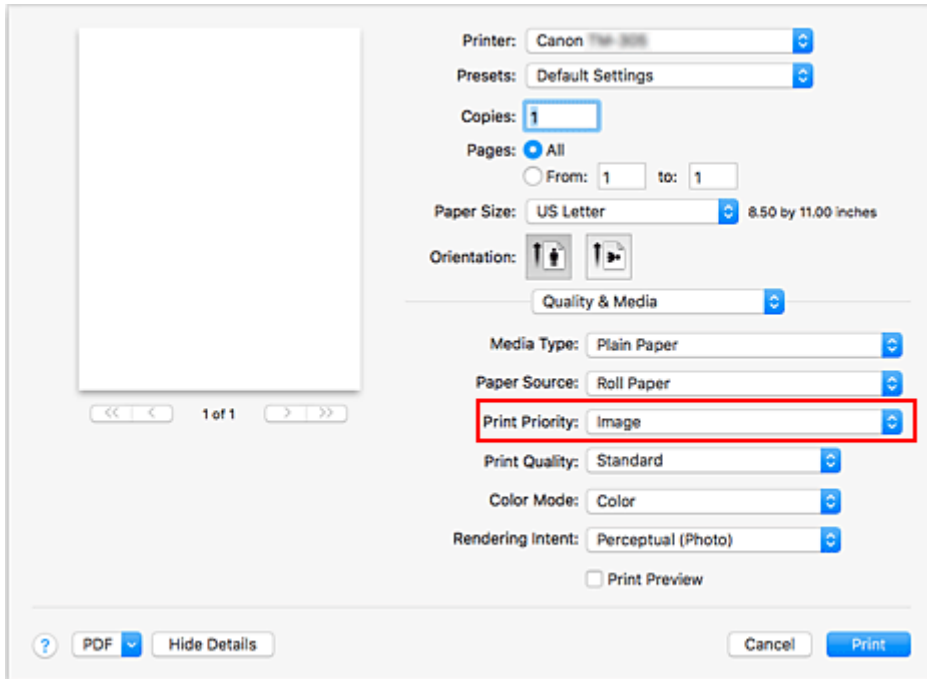 Printer: Canon
Presets: Default Settings
Copies: 1
Pages: All
From: 1 to: 1
Paper Size: US Letter 8.50 by 11.00 inches
Orientation:
Quality & Media
Media Type: Plain Paper
Paper Source: Roll Paper
<< < 1 of 1 > >>
Print Priority: Image
Print Quality: Standard
Color Mode: Color
Rendering Intent: Perceptual (Photo)
Print Preview
? PDF Hide Details Cancel Print